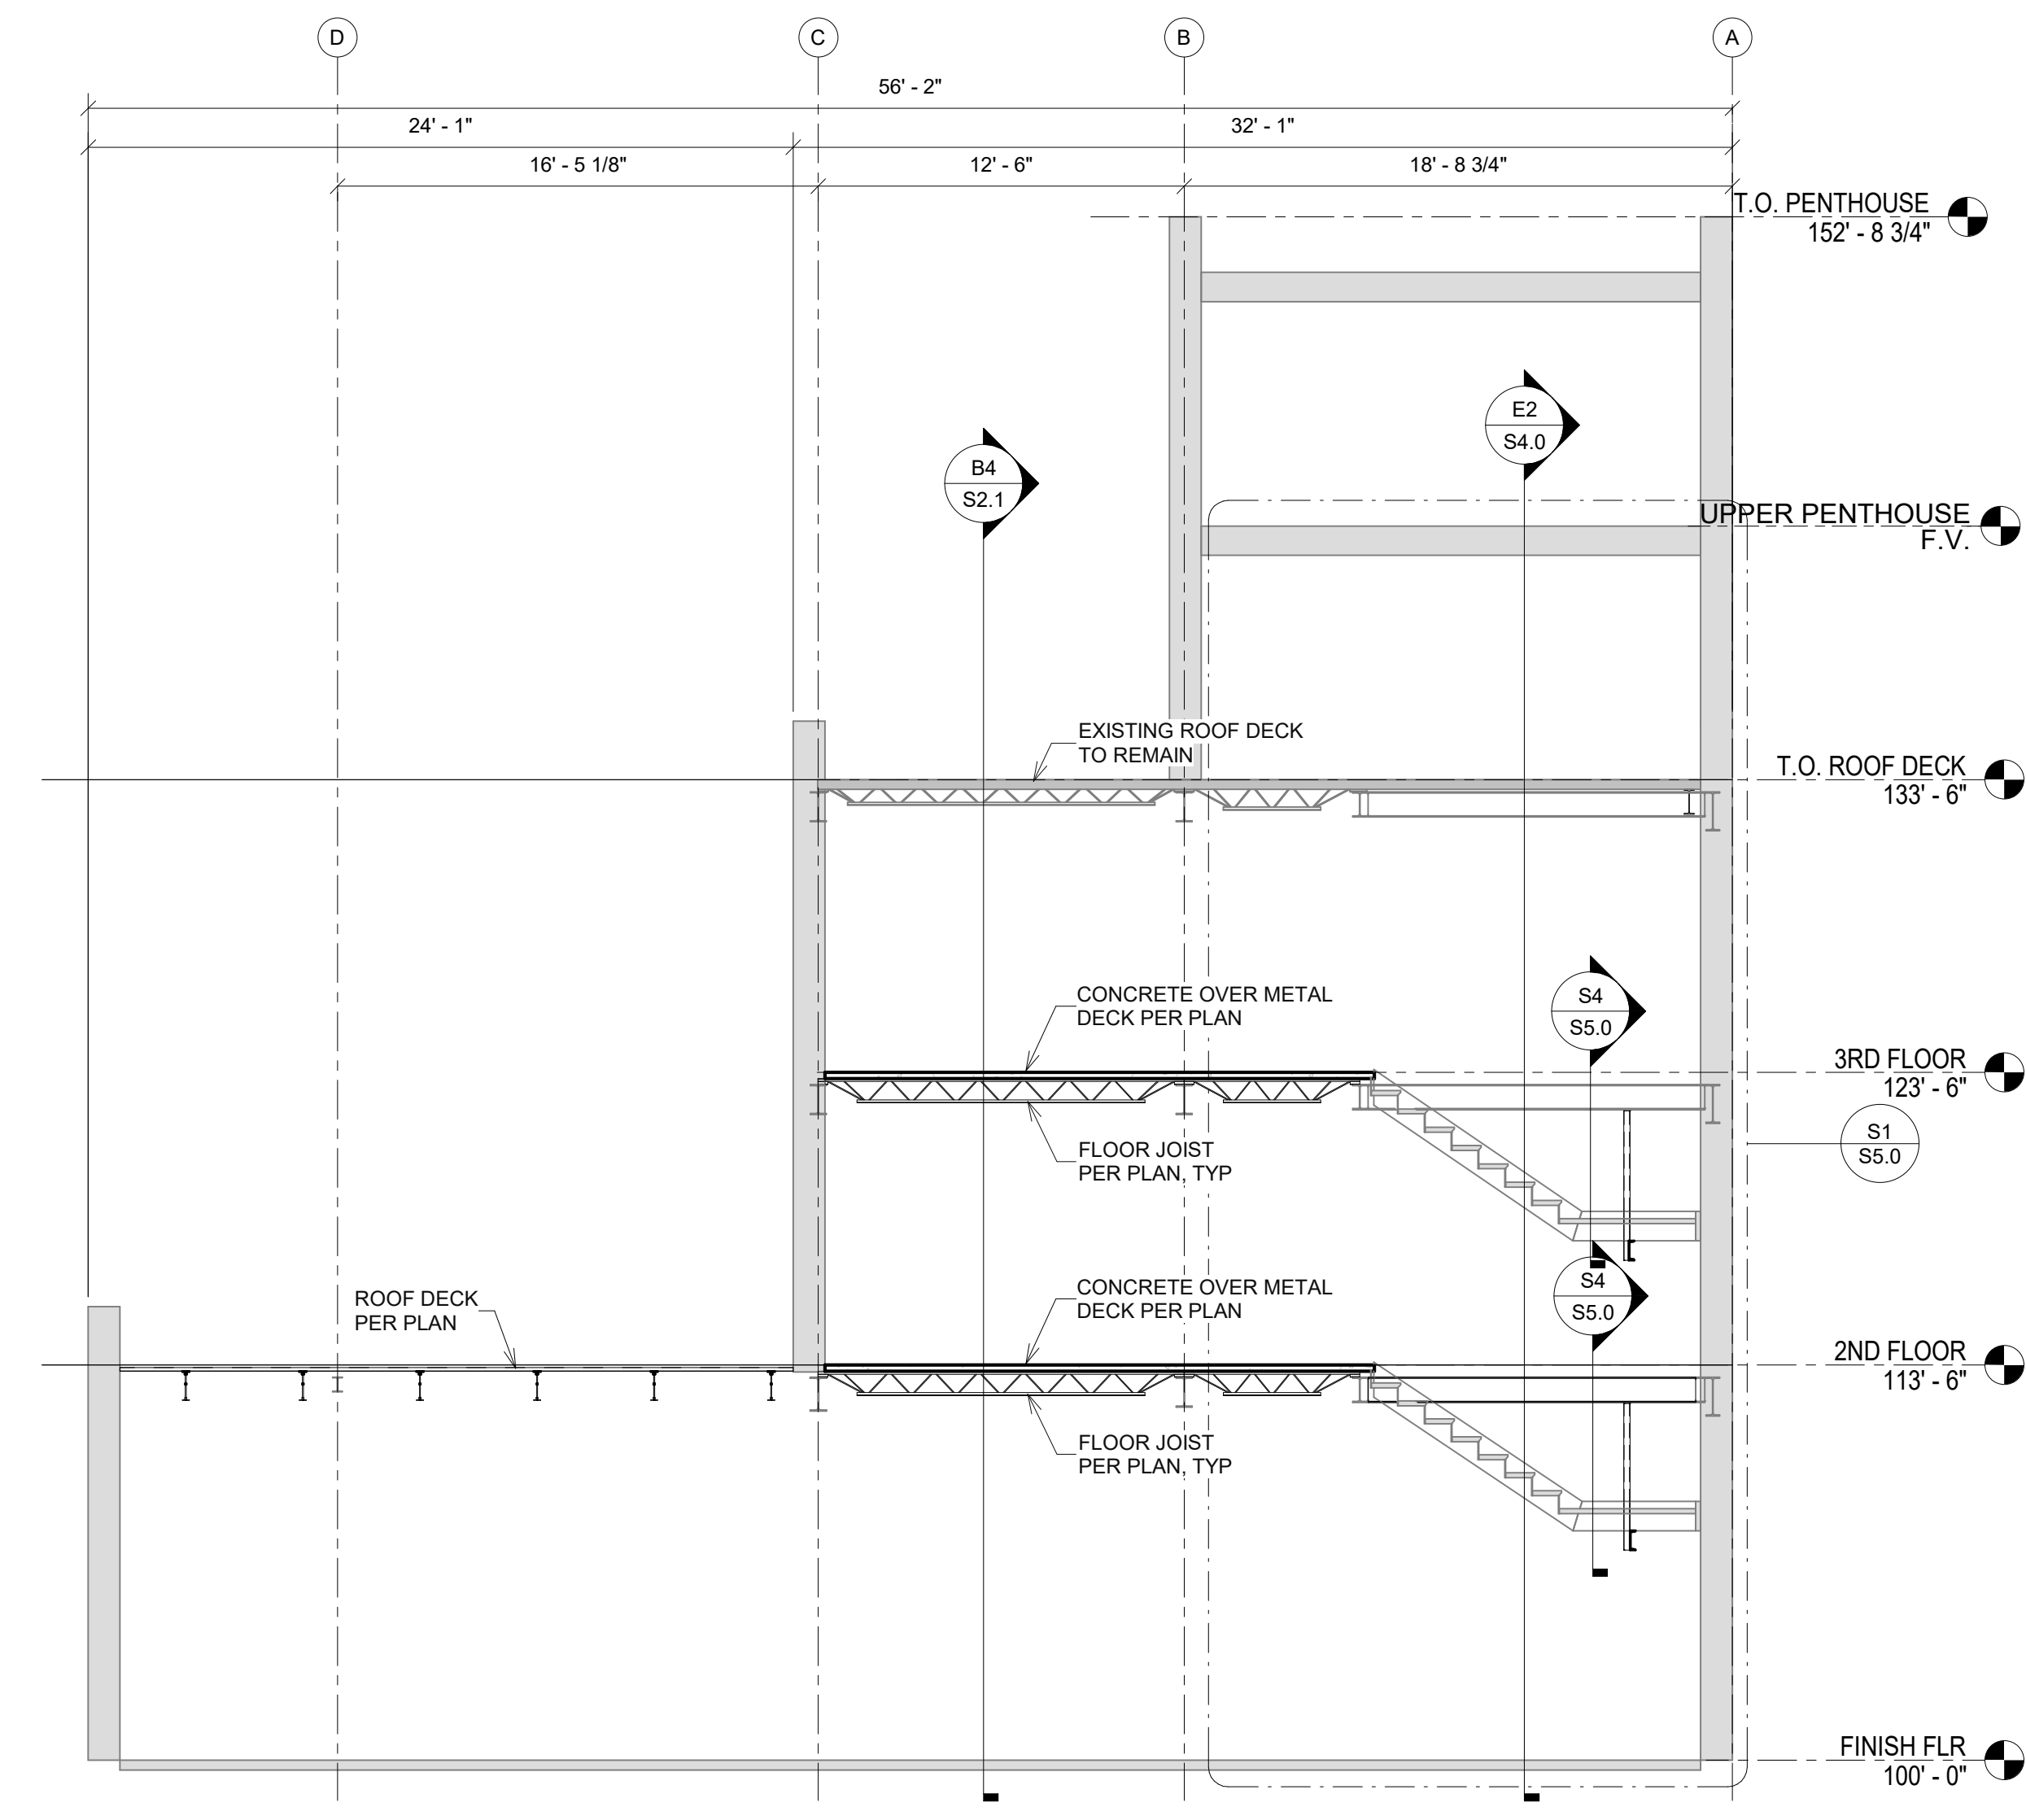 D
C
B
A
56' - 2"
24' - 1"
32' - 1"
16' - 5 1/8"
12' - 6"
18' - 8 3/4"
T.O. PENTHOUSE
152' - 8 3/4"
E2
S4.0
B4
S2.1
UPPER PENTHOUSE
F.V.
EXISTING ROOF DECK
TO REMAIN
T.O. ROOF DECK
133' - 6"
CONCRETE OVER METAL
DECK PER PLAN
S4
S5.0
3RD FLOOR
123' - 6"
S1
S5.0
FLOOR JOIST
PER PLAN, TYP
ROOF DECK
PER PLAN
CONCRETE OVER METAL
DECK PER PLAN
S4
S5.0
2ND FLOOR
113' - 6"
FLOOR JOIST
PER PLAN, TYP
FINISH FLR
100' - 0"